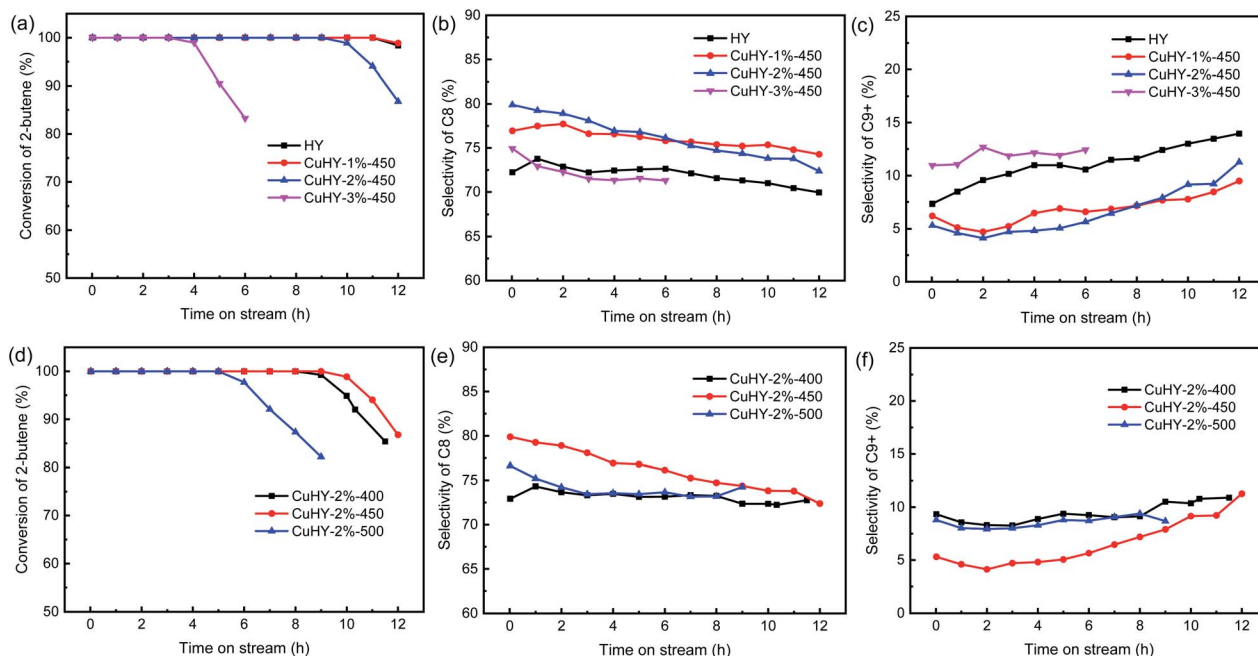 (a)
Conversion of 2-butene (%)
100
90
80
70
60
50
HY
CuHY-1%-450
CuHY-2%-450
CuHY-3%-450
0 2 4 6 8 10 12
Time on stream (h)
(b)
Selectivity of C8 (%)
90
85
80
75
70
65
60
HY
CuHY-1%-450
CuHY-2%-450
CuHY-3%-450
0 2 4 6 8 10 12
Time on stream (h)
(c)
Selectivity of C9+ (%)
25
20
15
10
5
0
HY
CuHY-1%-450
CuHY-2%-450
CuHY-3%-450
0 2 4 6 8 10 12
Time on stream (h)
(d)
Conversion of 2-butene (%)
100
90
80
70
60
50
CuHY-2%-400
CuHY-2%-450
CuHY-2%-500
0 2 4 6 8 10 12
Time on stream (h)
(e)
Selectivity of C8 (%)
90
85
80
75
70
65
60
CuHY-2%-400
CuHY-2%-450
CuHY-2%-500
0 2 4 6 8 10 12
Time on stream (h)
(f)
Selectivity of C9+ (%)
25
20
15
10
5
0
CuHY-2%-400
CuHY-2%-450
CuHY-2%-500
0 2 4 6 8 10 12
Time on stream (h)